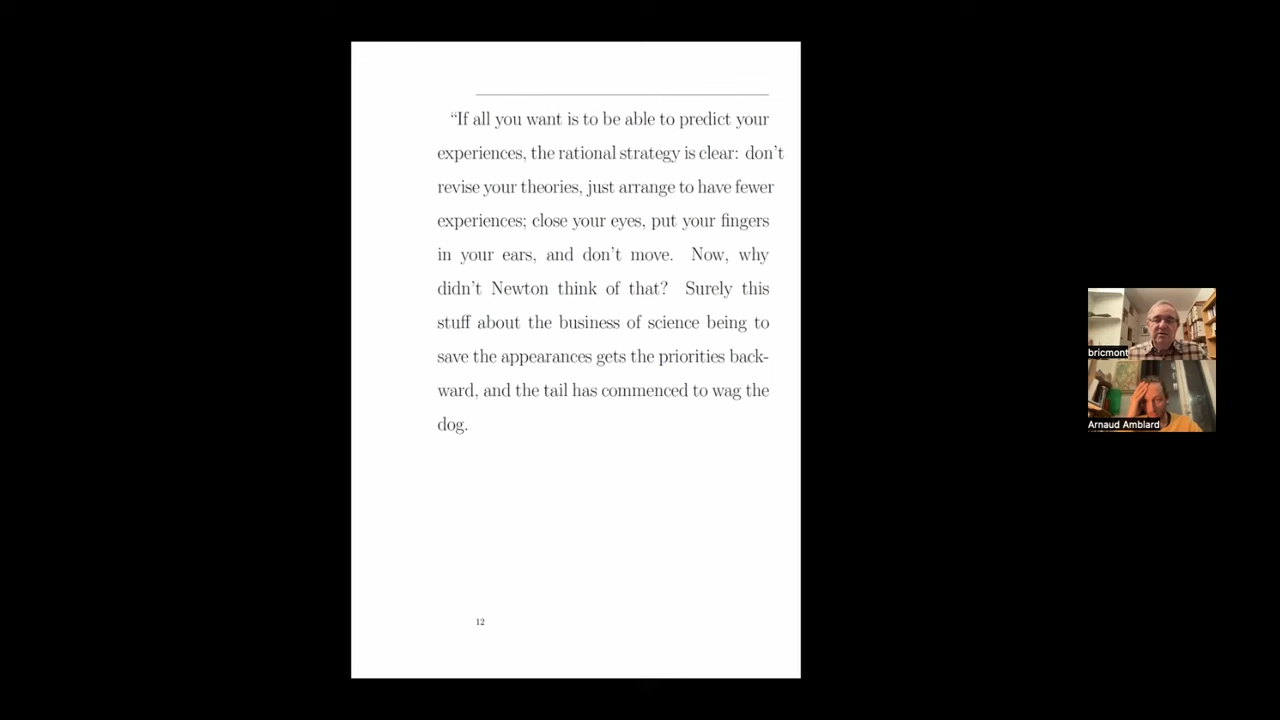 “If all you want is to be able to predict your
experiences, the rational strategy is clear: don’t
revise your theories, just arrange to have fewer
experiences; close your eyes, put your fingers
in your ears, and don’t move. Now, why
didn’t Newton think of that? Surely this
stuff about the business of science being to
save the appearances gets the priorities back-
ward, and the tail has commenced to wag the
dog.
12
bricmont
Arnaud Amblard